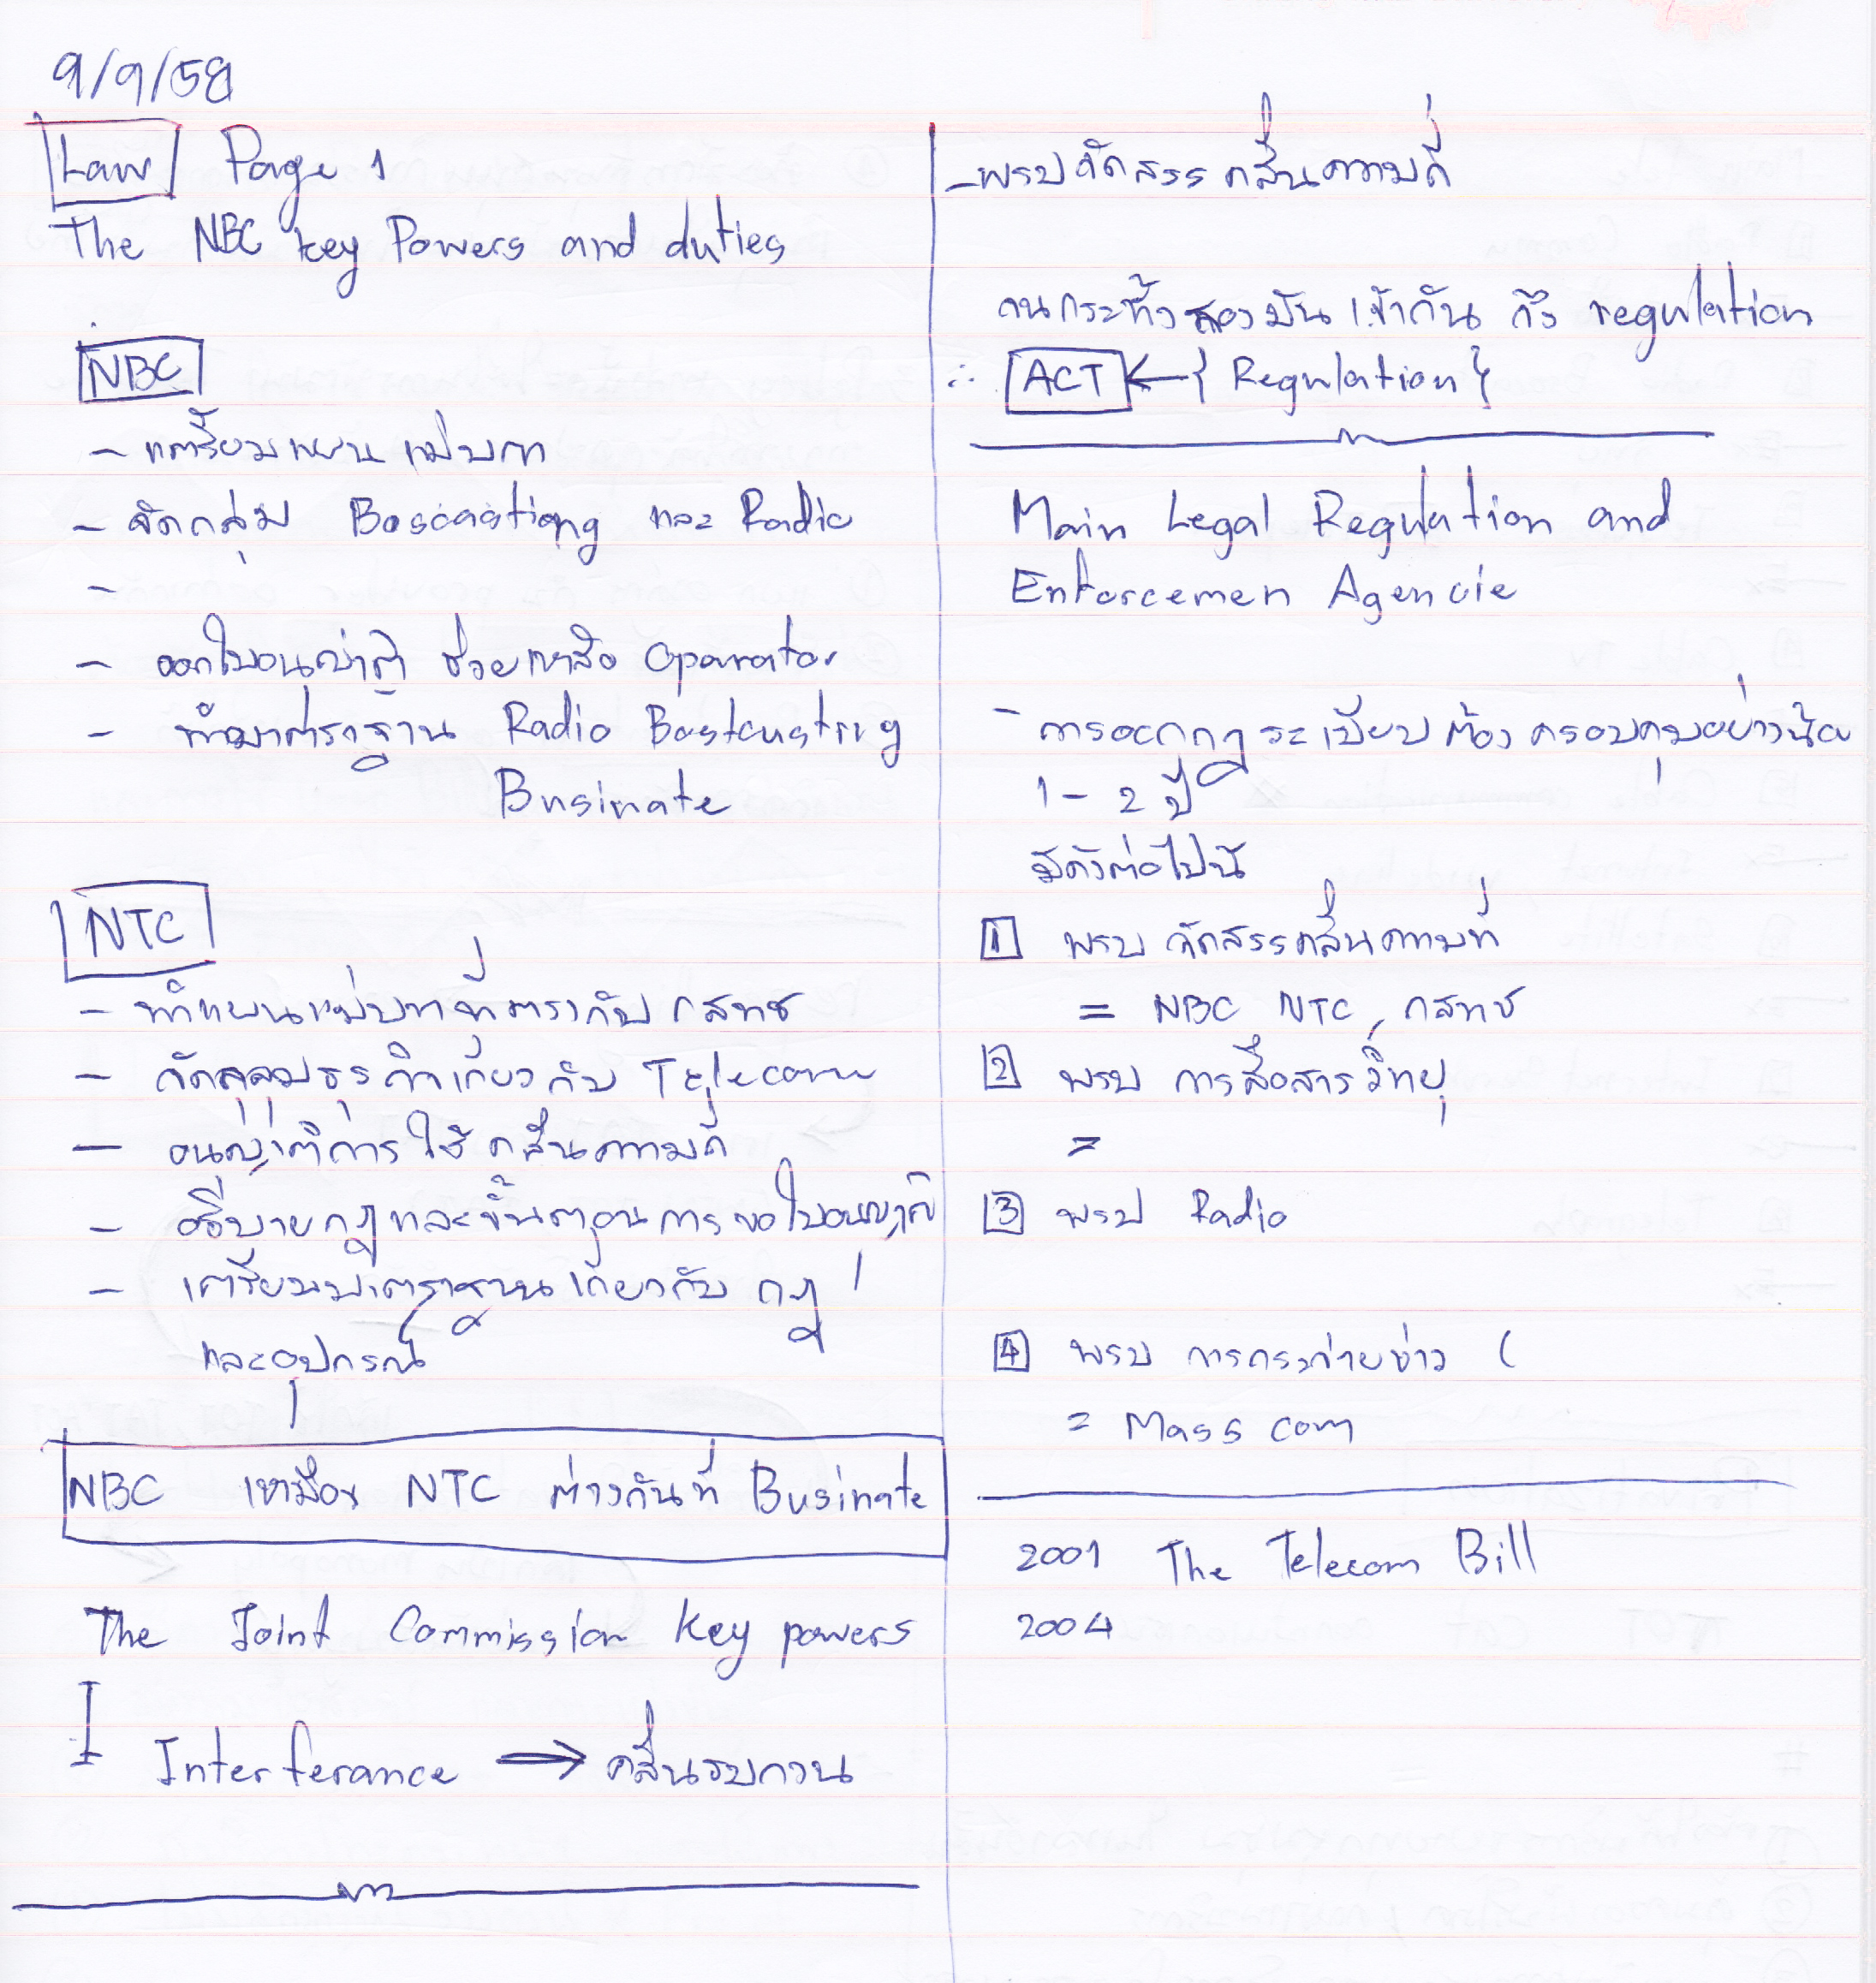 9/9/58
Law Page 1
The NBC key Powers and duties
NBC
- เตรียมแผนแม่บท
- จัดกลุ่ม Boscastiong และ Radio
-
- ออกใบอนุญาติ ช่วยเหลือ Oparator
- ทำมาตราฐาน Radio Bostcusting
Businate
NTC
- ทำแผนแม่บทที่ตรงกับ กสทช
- จัดกลุ่มธุรกิจเกี่ยวกับ Telecom
- อนุญาติการใช้คลื่นความถี่
- อธิบายกฎและขั้นตอนการขอใบอนุญาติ
- เตรียมมาตราฐานเกี่ยวกับ กฎ
และอุปกรณ์
NBC เหมือน NTC ต่างกันที่ Businate
The Joint Commission Key powers
Interferance → คลื่นรบกวน
- พรบจัดสรรคลื่นความถี่
คนกระทั้งสองมัน เข้ากัน ถึง regulation
∴ ACT ← { Regulation }
Main Legal Regulation and
Enforcemen Agencie
- การออกกฎระเบียบต้องครอบคุมอย่างน้อย
1 - 2 ปี
มีดังต่อไปนี้
1 พรบ จัดสรรคลื่นความที่
= NBC NTC, กสทช
2 พรบ การสื่อสารวิทยุ
=
3 พรบ Radio
4 พรบ การกระจ่ายข่าว (
= Mass com
2001 The Telecom Bill
2004